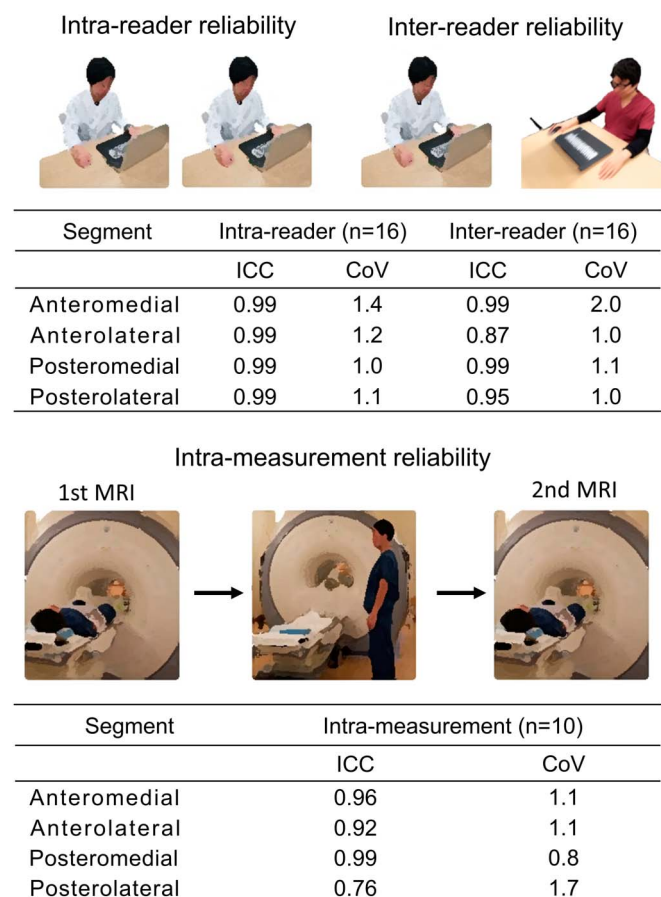 Intra-reader reliability Inter-reader reliability
Segment Intra-reader (n=16) Inter-reader (n=16)
ICC CoV ICC CoV
Anteromedial 0.99 1.4 0.99 2.0
Anterolateral 0.99 1.2 0.87 1.0
Posteromedial 0.99 1.0 0.99 1.1
Posterolateral 0.99 1.1 0.95 1.0
Intra-measurement reliability
1st MRI 2nd MRI
Segment Intra-measurement (n=10)
ICC CoV
Anteromedial 0.96 1.1
Anterolateral 0.92 1.1
Posteromedial 0.99 0.8
Posterolateral 0.76 1.7